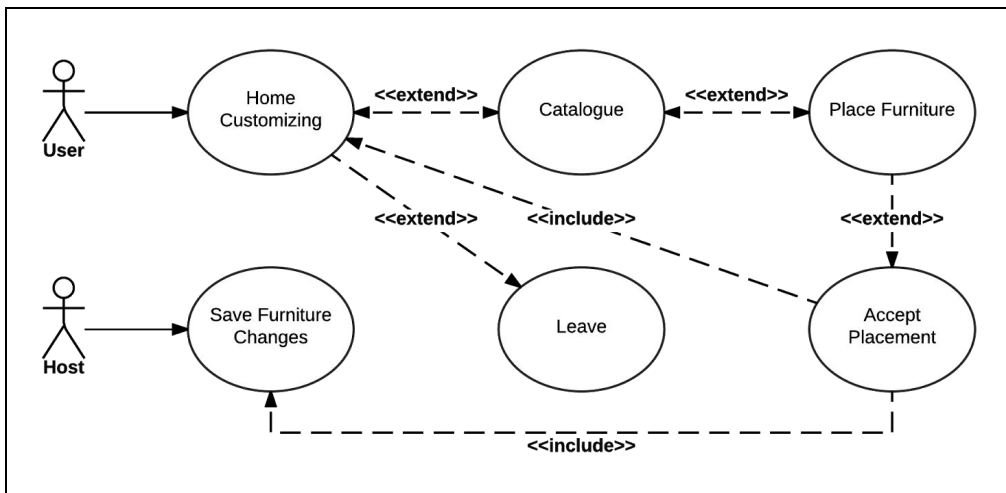 <<extend>>
<<extend>>
Home
Customizing
Catalogue
Place Furniture
User
<<extend>>
<<include>>
<<extend>>
Save Furniture
Changes
Leave
Accept
Placement
Host
<<include>>